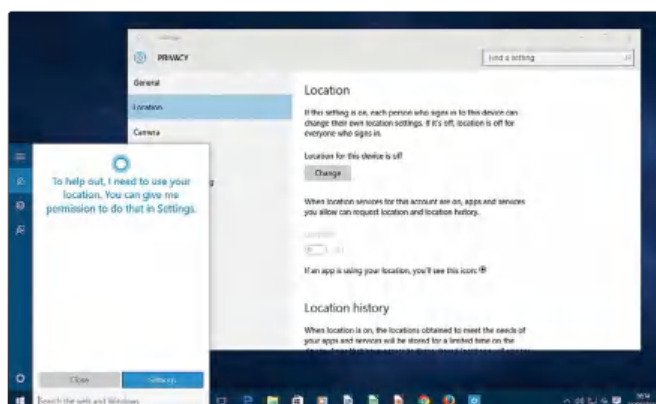 PRIVACY
Find a setting
General
Location
Camera
Location
If this setting is on, each person who signs in to this device can
change their own location settings. If it's off, location is off for
everyone who signs in.
Location for this device is off
Change
When location services for this account are on, apps and services
you allow can request location and location history.
If an app is using your location, you'll see this icon:
Location history
When location is on, the locations obtained to meet the needs of
your apps and services will be stored for a limited time on the
To help out, I need to use your
location. You can give me
permission to do that in Settings.
Close
Settings
Search the web and Windows